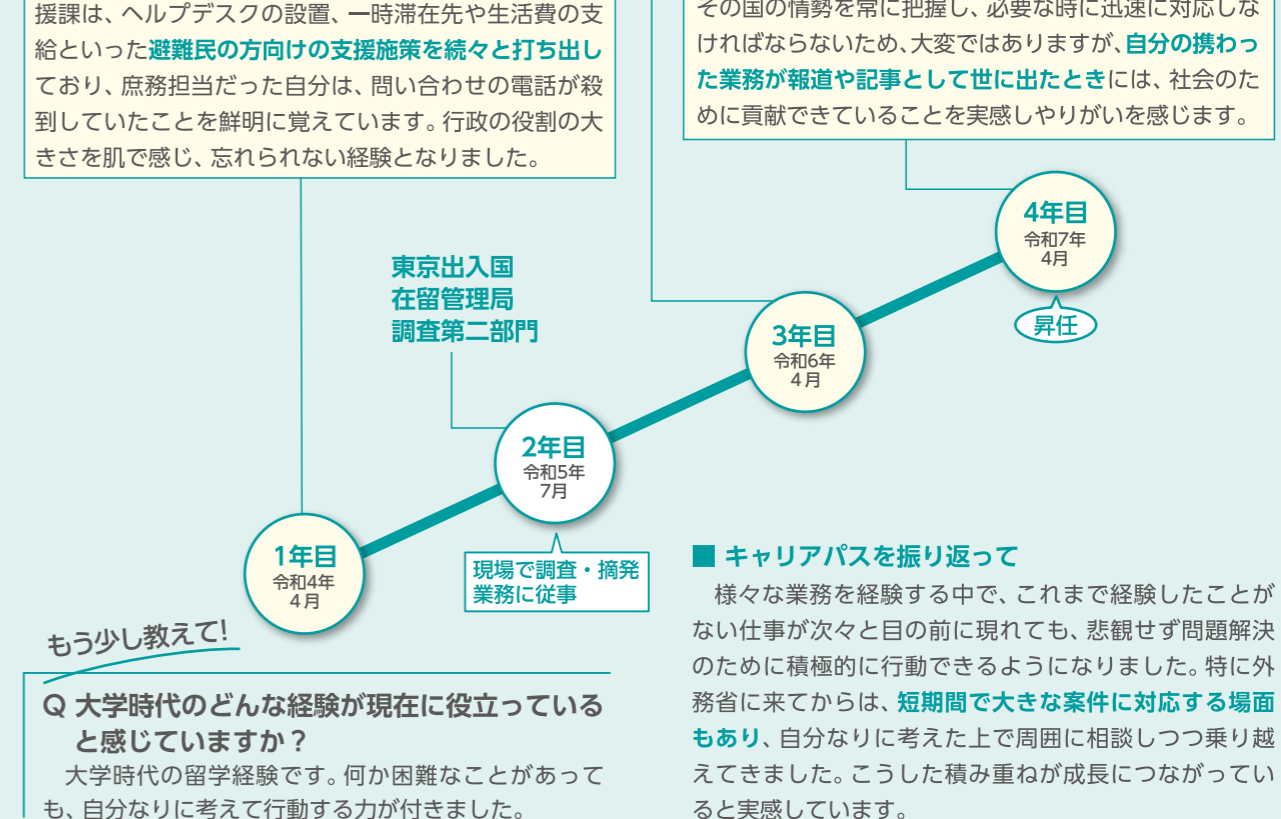 援課は、ヘルプデスクの設置、一時滞在先や生活費の支
給といった避難民の方向けの支援施策を続々と打ち出し
ており、庶務担当だった自分は、問い合わせの電話が殺
到していたことを鮮明に覚えています。行政の役割の大
きさを肌で感じ、忘れられない経験となりました。
その国の情勢を常に把握し、必要な時に迅速に対応しな
ければならないため、大変ではありますが、自分の携わっ
た業務が報道や記事として世に出たときには、社会のた
めに貢献できていることを実感しやりがいを感じます。
4年目
令和7年
4月
昇任
東京出入国
在留管理局
調査第二部門
3年目
令和6年
4月
2年目
令和5年
7月
現場で調査・摘発
業務に従事
1年目
令和4年
4月
もう少し教えて!
Q 大学時代のどんな経験が現在に役立っている
と感じていますか？
大学時代の留学経験です。何か困難なことがあって
も、自分なりに考えて行動する力が付きました。
■ キャリアパスを振り返って
様々な業務を経験する中で、これまで経験したことが
ない仕事が次々と目の前に現れても、悲観せず問題解決
のために積極的に行動できるようになりました。特に外
務省に来てからは、短期間で大きな案件に対応する場面
もあり、自分なりに考えた上で周囲に相談しつつ乗り越
えてきました。こうした積み重ねが成長につながってい
ると実感しています。